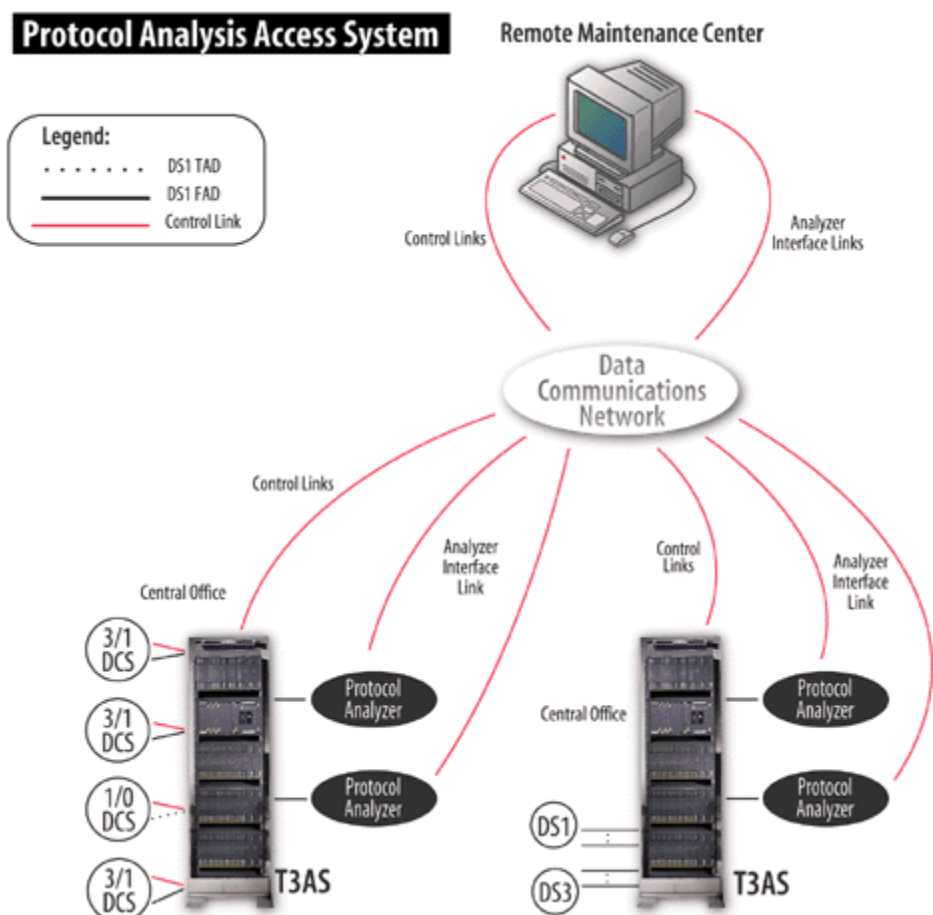 Protocol Analysis Access System
Remote Maintenance Center
Legend:
DS1 TAD
DS1 FAD
Control Link
Control Links
Analyzer
Interface Links
Data
Communications
Network
Control Links
Analyzer
Interface
Link
Control
Links
Analyzer
Interface
Link
Central Office
3/1
DCS
3/1
DCS
1/0
DCS
3/1
DCS
Protocol
Analyzer
Protocol
Analyzer
T3AS
Central Office
DS1
DS3
Protocol
Analyzer
Protocol
Analyzer
T3AS